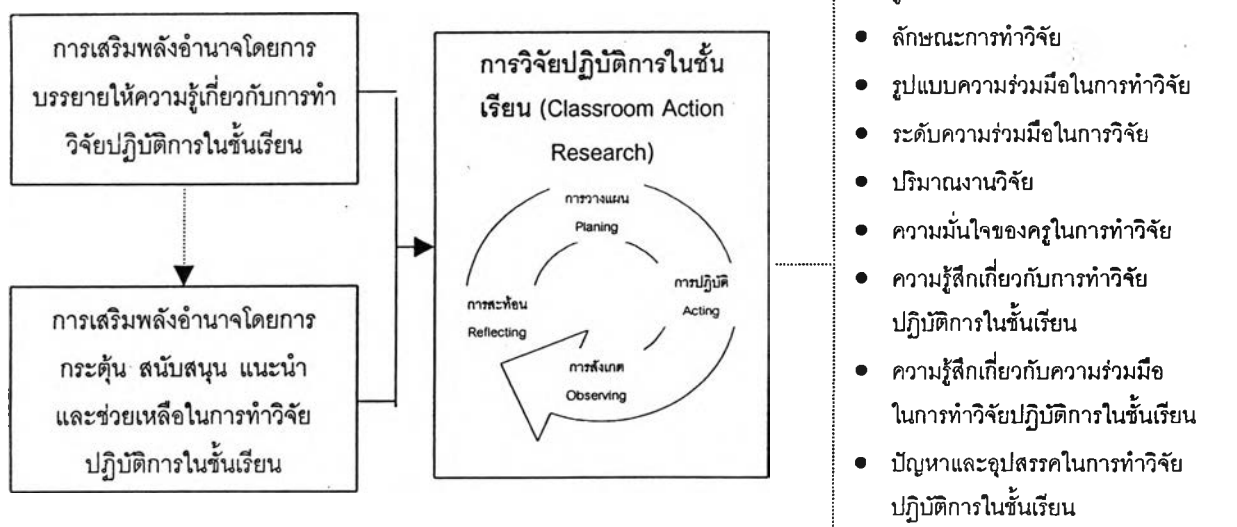 การเสริมพลังอำนาจโดยการ
บรรยายให้ความรู้เกี่ยวกับการทำ
วิจัยปฏิบัติการในชั้นเรียน
การเสริมพลังอำนาจโดยการ
กระตุ้น สนับสนุน แนะนำ
และช่วยเหลือในการทำวิจัย
ปฏิบัติการในชั้นเรียน
การวิจัยปฏิบัติการในชั้น
เรียน (Classroom Action
Research)
การวางแผน
Planing
การปฏิบัติ
Acting
การสังเกต
Observing
การสะท้อน
Reflecting
• ลักษณะการทำวิจัย
• รูปแบบความร่วมมือในการทำวิจัย
• ระดับความร่วมมือในการวิจัย
• ปริมาณงานวิจัย
• ความมั่นใจของครูในการทำวิจัย
• ความรู้สึกเกี่ยวกับการทำวิจัย
ปฏิบัติการในชั้นเรียน
• ความรู้สึกเกี่ยวกับความร่วมมือ
ในการทำวิจัยปฏิบัติการในชั้นเรียน
• ปัญหาและอุปสรรคในการทำวิจัย
ปฏิบัติการในชั้นเรียน